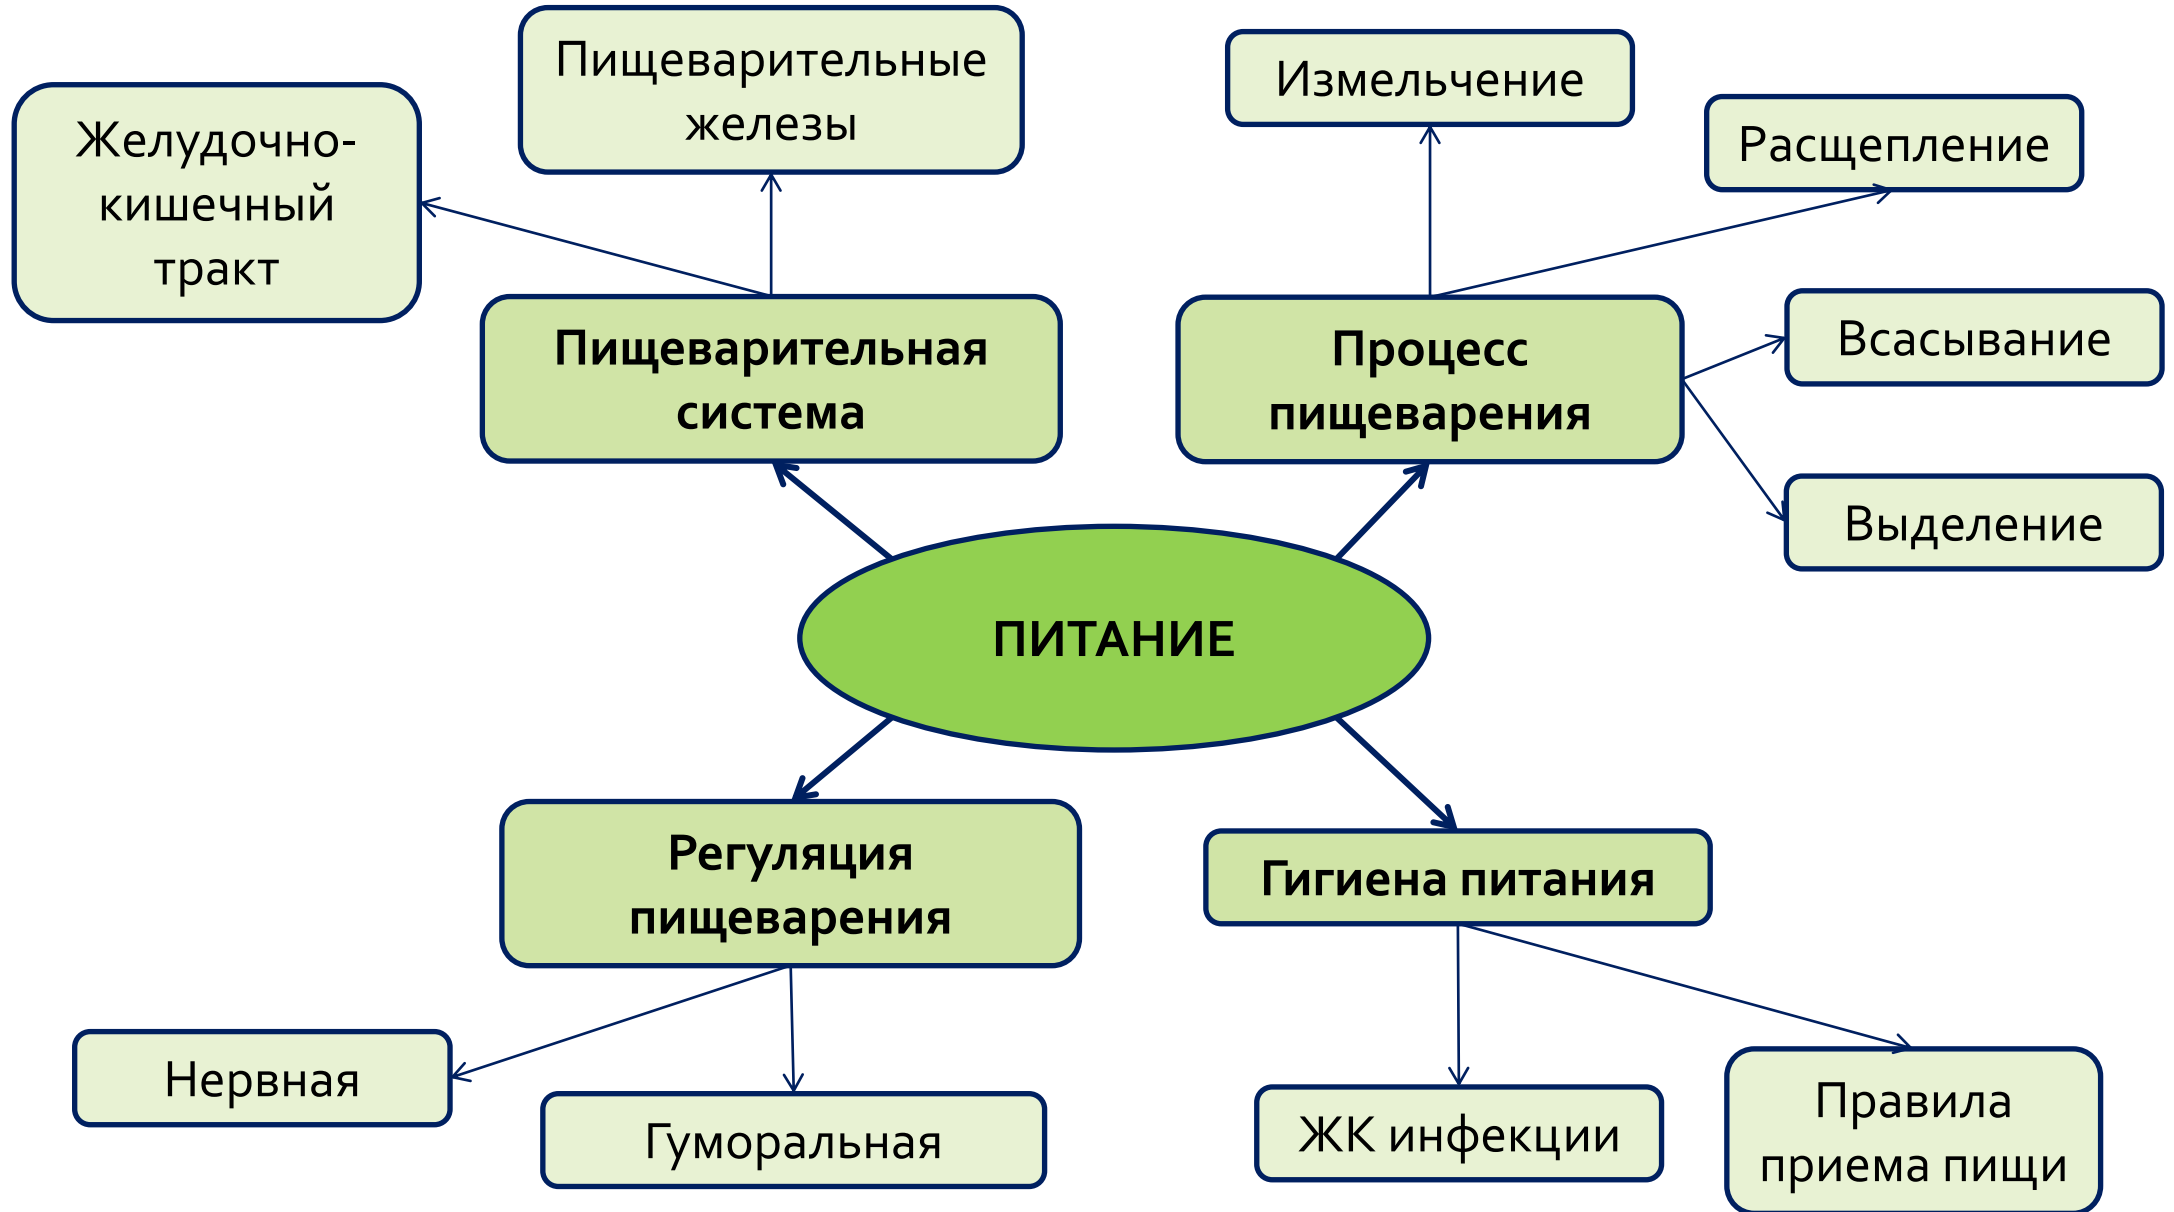 Пищеварительные
железы
Желудочно-
кишечный
тракт
Измельчение
Расщепление
Пищеварительная
система
Процесс
пищеварения
Всасывание
Выделение
ПИТАНИЕ
Регуляция
пищеварения
Гигиена питания
Нервная
Гуморальная
ЖК инфекции
Правила
приема пищи